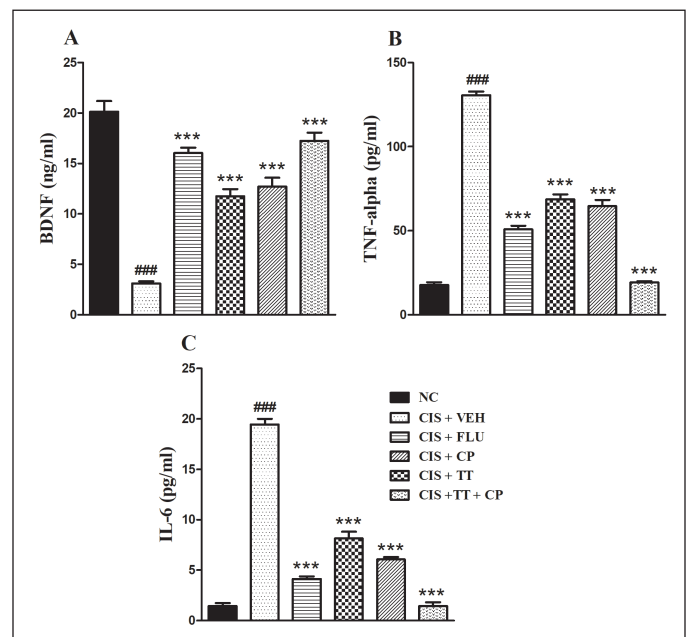 A
BDNF (ng/ml)
25
20
15
10
5
0
###
***
***
***
***
B
TNF-alpha (pg/ml)
150
100
50
0
###
***
***
***
***
C
IL-6 (pg/ml)
25
20
15
10
5
0
###
***
***
***
***
NC
CIS + VEH
CIS + FLU
CIS + CP
CIS + TT
CIS +TT + CP